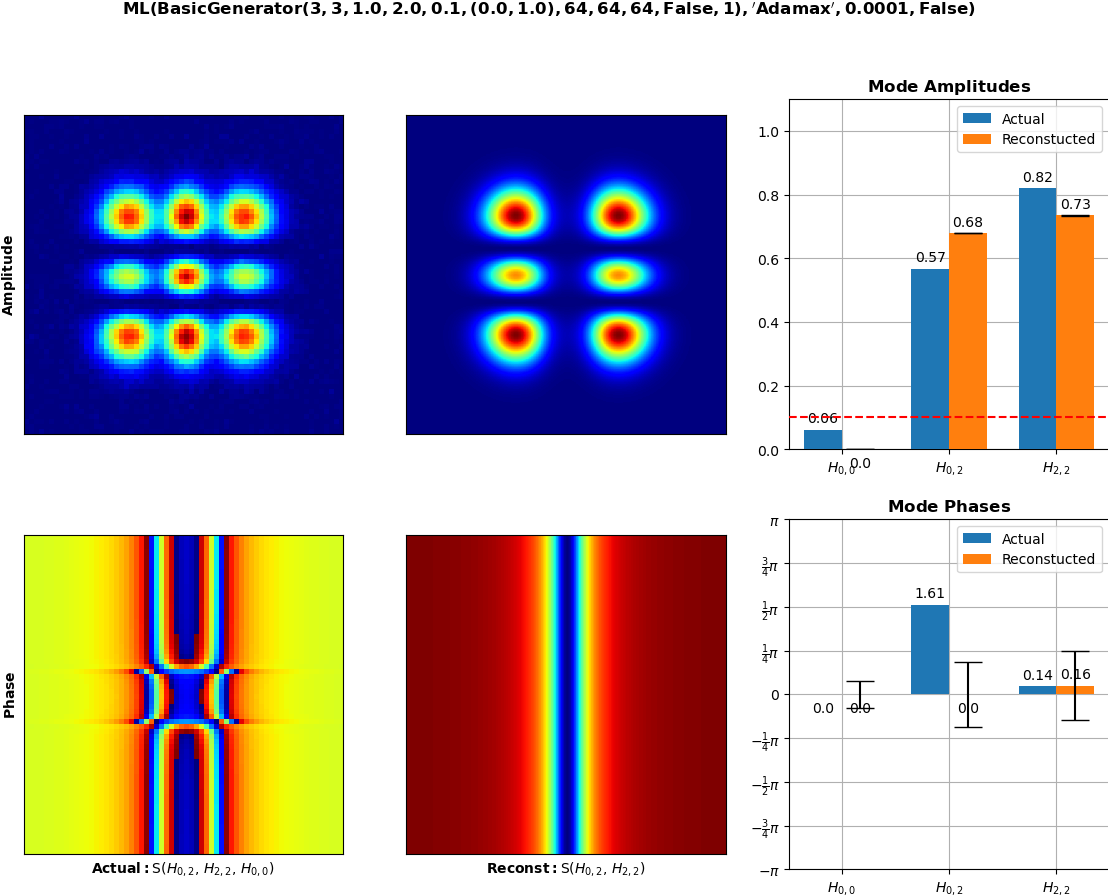 ML(BasicGenerator(3, 3, 1.0, 2.0, 0.1, (0.0, 1.0), 64, 64, 64, False, 1), ′Adamax′, 0.0001, False)
Amplitude
Mode Amplitudes
Actual
Reconstucted
1.0
0.8
0.6
0.4
0.2
0.0
0.06
0.0
0.57
0.68
0.82
0.73
H0,0
H0,2
H2,2
Phase
Actual: S(H0,2, H2,2, H0,0)
Reconst: S(H0,2, H2,2)
Mode Phases
Actual
Reconstucted
π
3/4π
1/2π
1/4π
0
−1/4π
−1/2π
−3/4π
−π
0.0
-0.0
1.61
0.0
0.14
0.16
H0,0
H0,2
H2,2